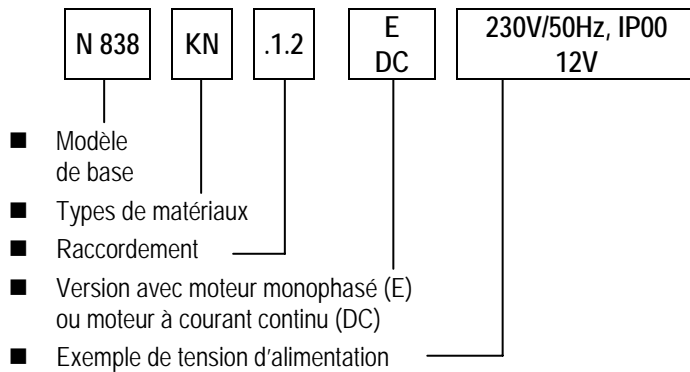 N 838 KN .1.2 E 230V/50Hz, IP00
DC 12V
■ Modèle
de base
■ Types de matériaux
■ Raccordement
■ Version avec moteur monophasé (E)
ou moteur à courant continu (DC)
■ Exemple de tension d’alimentation